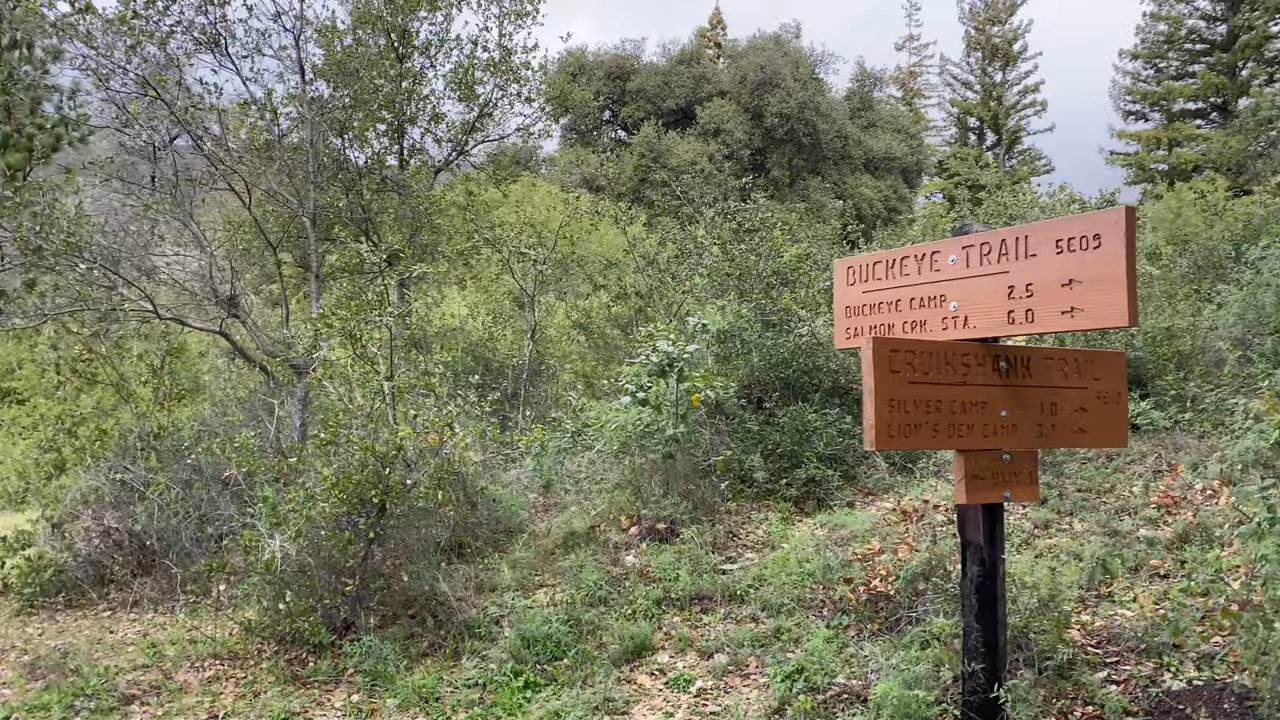 BUCKEYE TRAIL 5E09
BUCKEYE CAMP 2.5 →
SALMON CRK. STA. 6.0 →
CRUIKSHANK TRAIL
5E10
SILVER CAMP 1.0
LION'S DEN CAMP